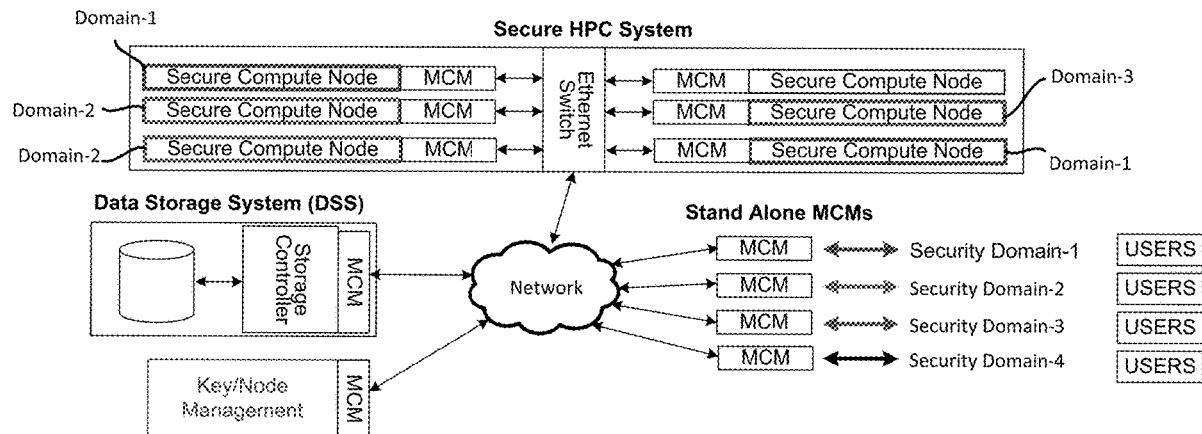 Domain-1
Secure HPC System
Secure Compute Node MCM
MCM Secure Compute Node
Domain-3
Domain-2
Secure Compute Node MCM
Ethernet Switch
MCM Secure Compute Node
Domain-2
Secure Compute Node MCM
MCM Secure Compute Node
Domain-1
Data Storage System (DSS)
Storage Controller
MCM
Network
Stand Alone MCMs
MCM Security Domain-1 USERS
MCM Security Domain-2 USERS
MCM Security Domain-3 USERS
MCM Security Domain-4 USERS
Key/Node
Management
MCM